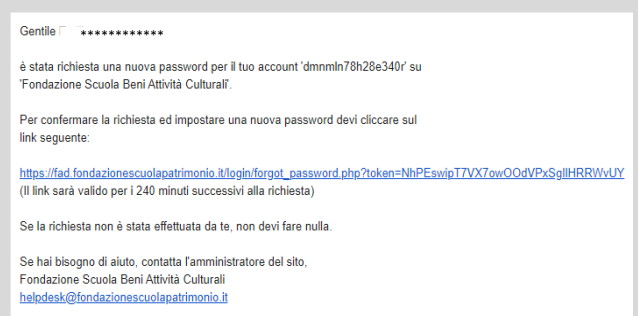 Gentile ************
è stata richiesta una nuova password per il tuo account 'dmnmln78h28e340r' su
'Fondazione Scuola Beni Attività Culturali'.
Per confermare la richiesta ed impostare una nuova password devi cliccare sul
link seguente:
https://fad.fondazionescuolapatrimonio.it/login/forgot_password.php?token=NhPEswipT7VX7owOOdVPxSgIlHRRWvUY
(Il link sarà valido per i 240 minuti successivi alla richiesta)
Se la richiesta non è stata effettuata da te, non devi fare nulla.
Se hai bisogno di aiuto, contatta l'amministratore del sito,
Fondazione Scuola Beni Attività Culturali
helpdesk@fondazionescuolapatrimonio.it